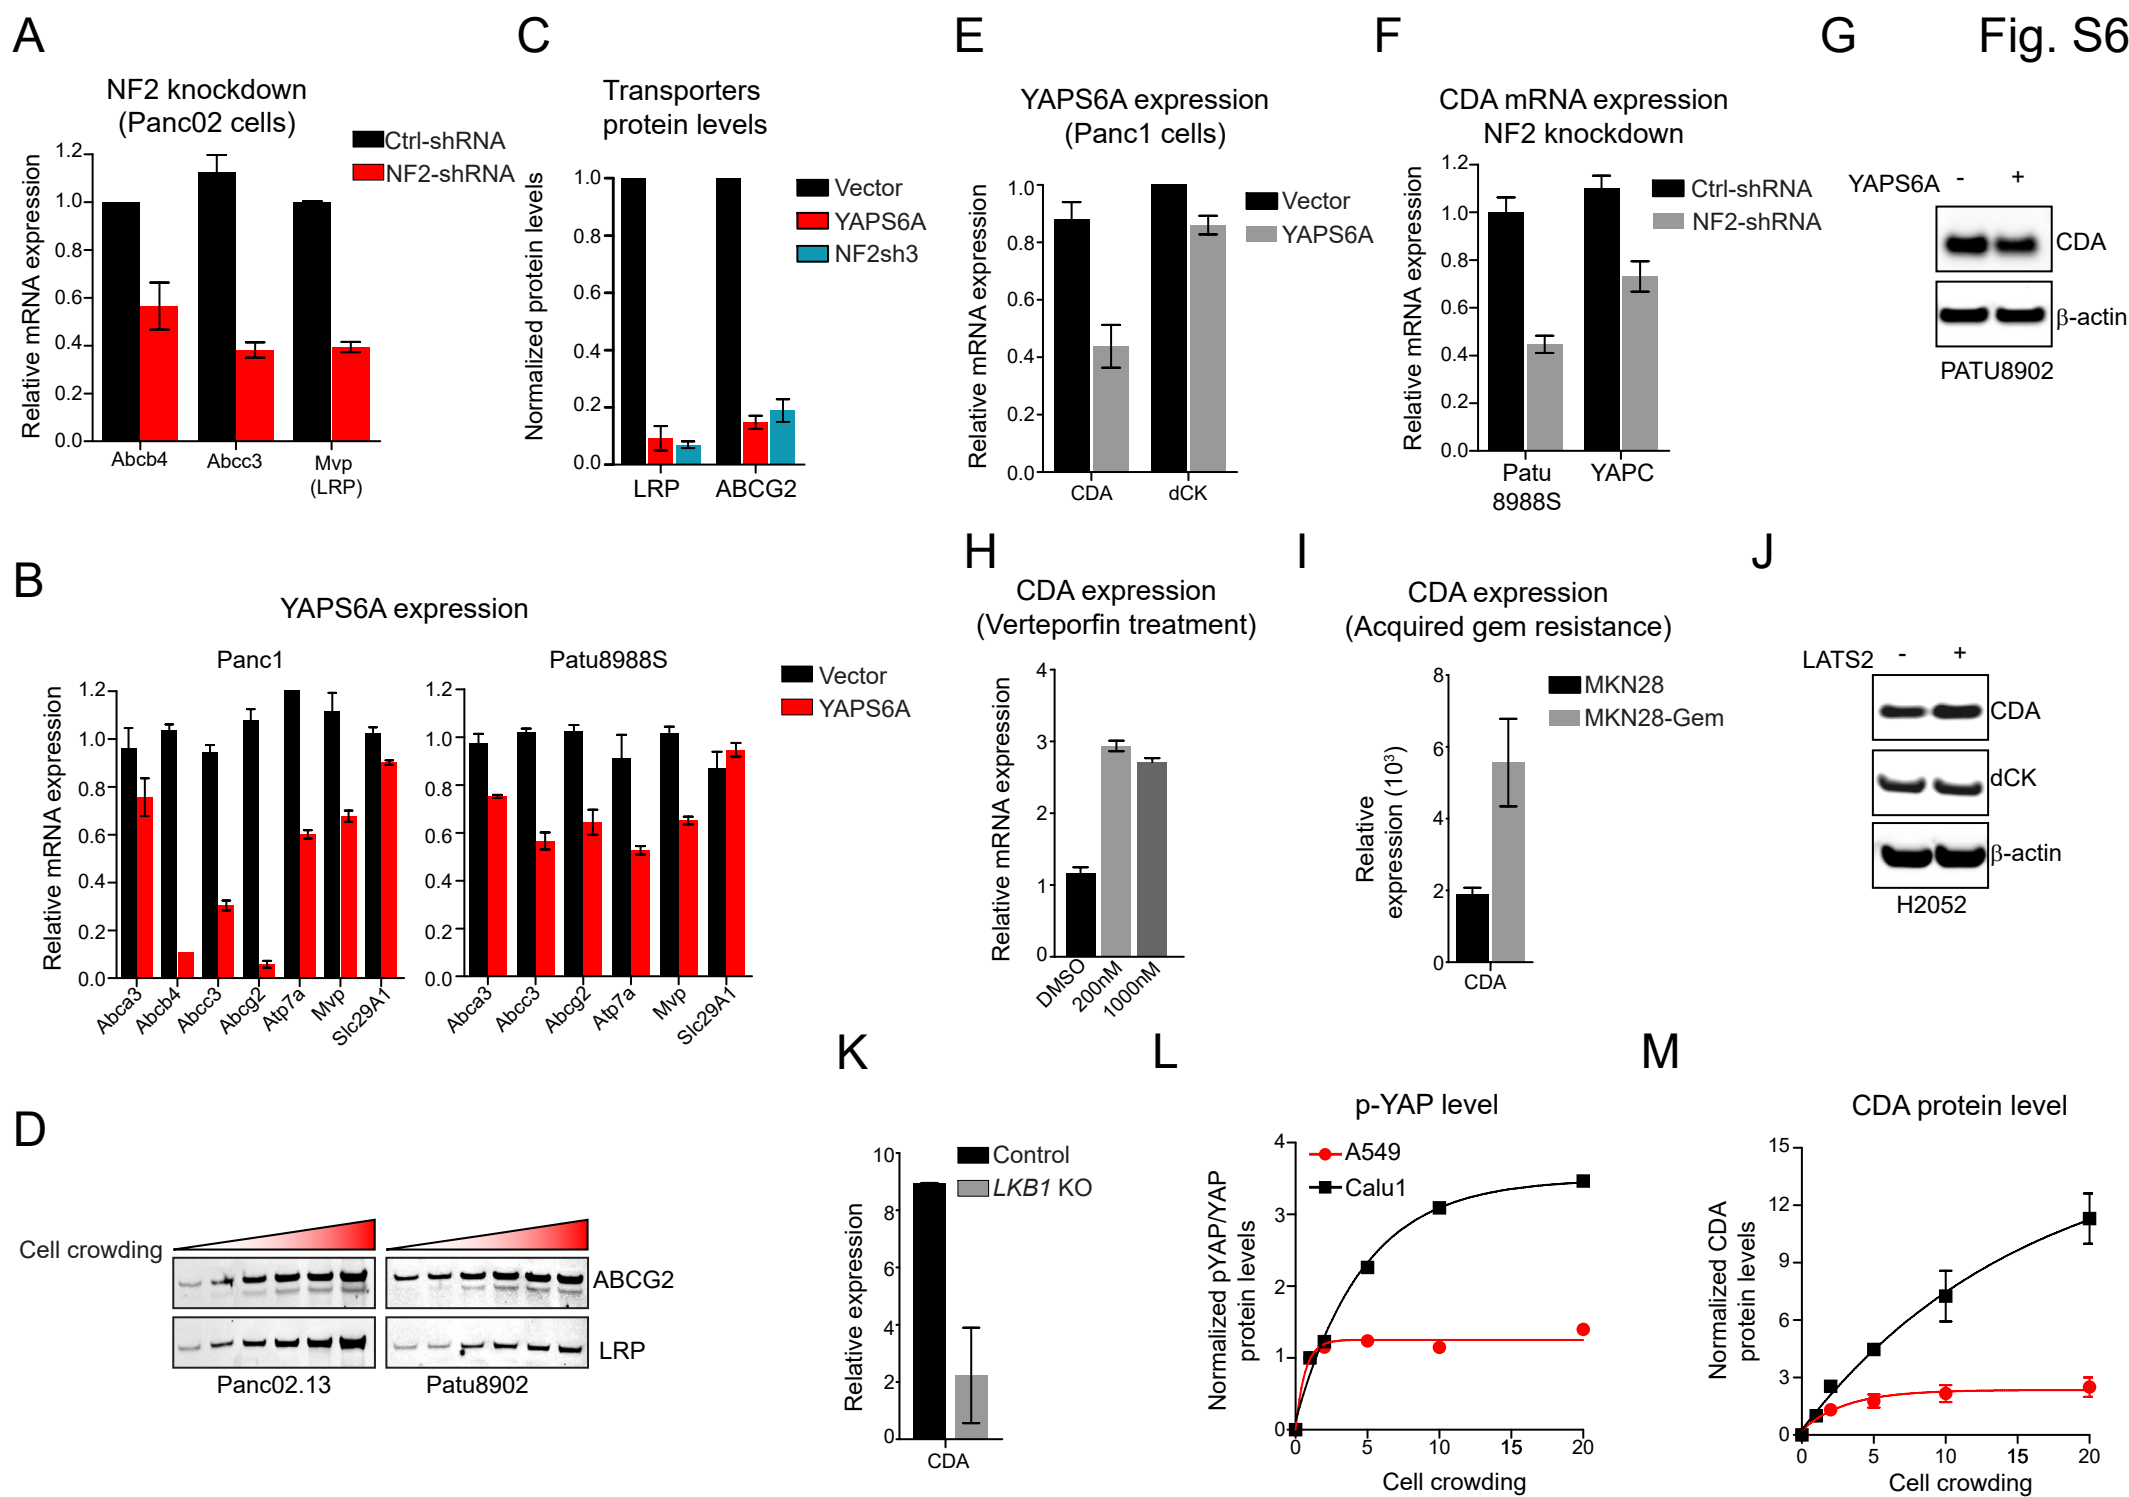 Fig. S6
A
NF2 knockdown
(Panc02 cells)
Ctrl-shRNA
NF2-shRNA
Relative mRNA expression
1.2
1.0
0.8
0.6
0.4
0.2
0.0
Abcb4
Abcc3
Mvp
(LRP)
C
Transporters
protein levels
Vector
YAPS6A
NF2sh3
Normalized protein levels
1.0
0.8
0.6
0.4
0.2
0.0
LRP
ABCG2
E
YAPS6A expression
(Panc1 cells)
Vector
YAPS6A
Relative mRNA expression
1.0
0.8
0.6
0.4
0.2
0.0
CDA
dCK
F
CDA mRNA expression
NF2 knockdown
Ctrl-shRNA
NF2-shRNA
Relative mRNA expression
1.2
1.0
0.8
0.6
0.4
0.2
0.0
Patu
8988S
YAPC
G
YAPS6A - +
CDA
β-actin
PATU8902
B
YAPS6A expression
Panc1
Patu8988S
Vector
YAPS6A
Relative mRNA expression
1.2
1.0
0.8
0.6
0.4
0.2
0.0
Abca3
Abcb4
Abcc3
Abcg2
Atp7a
Mvp
Slc29A1
1.2
1.0
0.8
0.6
0.4
0.2
0.0
Abca3
Abcc3
Abcg2
Atp7a
Mvp
Slc29A1
H
CDA expression
(Verteporfin treatment)
Relative mRNA expression
4
3
2
1
0
DMSO
200nM
1000nM
I
CDA expression
(Acquired gem resistance)
MKN28
MKN28-Gem
Relative
expression (10³)
8
6
4
2
0
CDA
J
LATS2 - +
CDA
dCK
β-actin
H2052
D
Cell crowding
ABCG2
LRP
Panc02.13
Patu8902
K
Control
LKB1 KO
Relative expression
10
8
6
4
2
0
CDA
L
p-YAP level
A549
Calu1
Normalized pYAP/YAP
protein levels
4
3
2
1
0
0 5 10 15 20
Cell crowding
M
CDA protein level
Normalized CDA
protein levels
15
12
9
6
3
0
0 5 10 15 20
Cell crowding